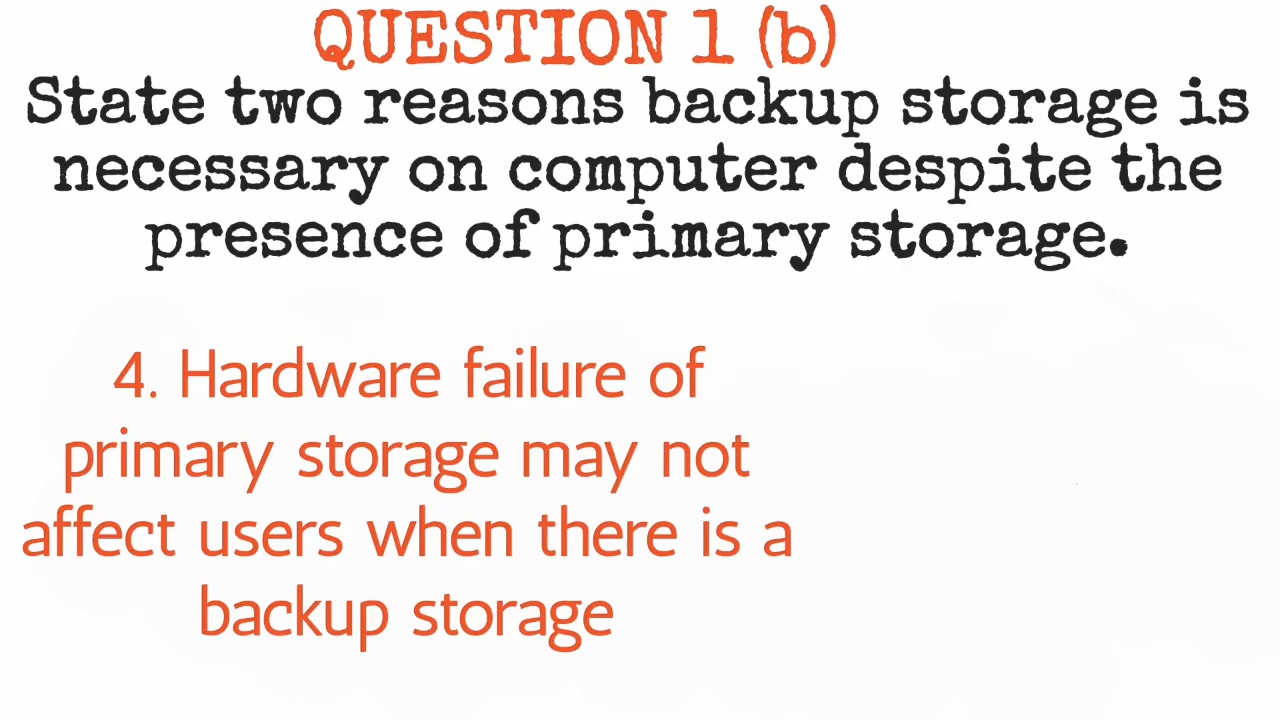 QUESTION 1 (b)
State two reasons backup storage is
necessary on computer despite the
presence of primary storage.
4. Hardware failure of
primary storage may not
affect users when there is a
backup storage